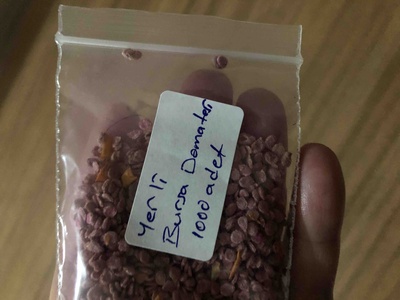 Yerli
Bursa Domates
1000 adet